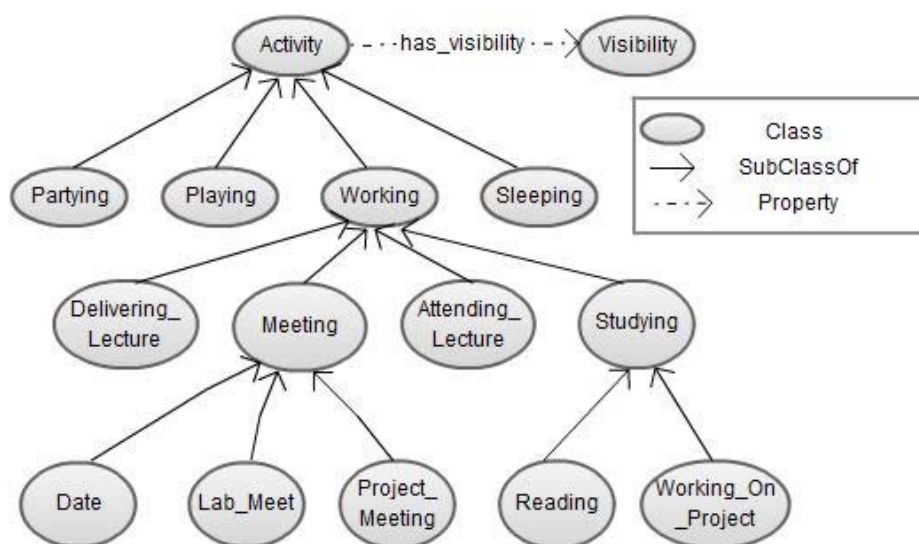 Activity
has_visibility
Visibility
Class
SubClassOf
Property
Partying
Playing
Working
Sleeping
Delivering_
Lecture
Meeting
Attending_
Lecture
Studying
Date
Lab_Meet
Project_
Meeting
Reading
Working_On
_Project